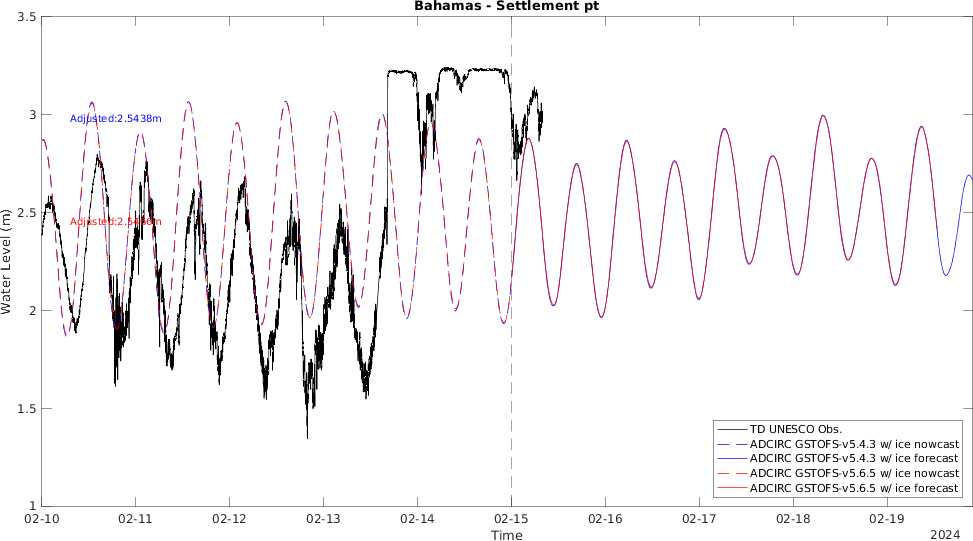 Bahamas - Settlement pt
3.5
3
2.5
2
1.5
1
Water Level (m)
Adjusted:2.5438m
02-10
02-11
02-12
02-13
02-14
02-15
02-16
02-17
02-18
02-19
Time
2024
TD UNESCO Obs.
ADCIRC GSTOFS-v5.4.3 w/ ice nowcast
ADCIRC GSTOFS-v5.4.3 w/ ice forecast
ADCIRC GSTOFS-v5.6.5 w/ ice nowcast
ADCIRC GSTOFS-v5.6.5 w/ ice forecast